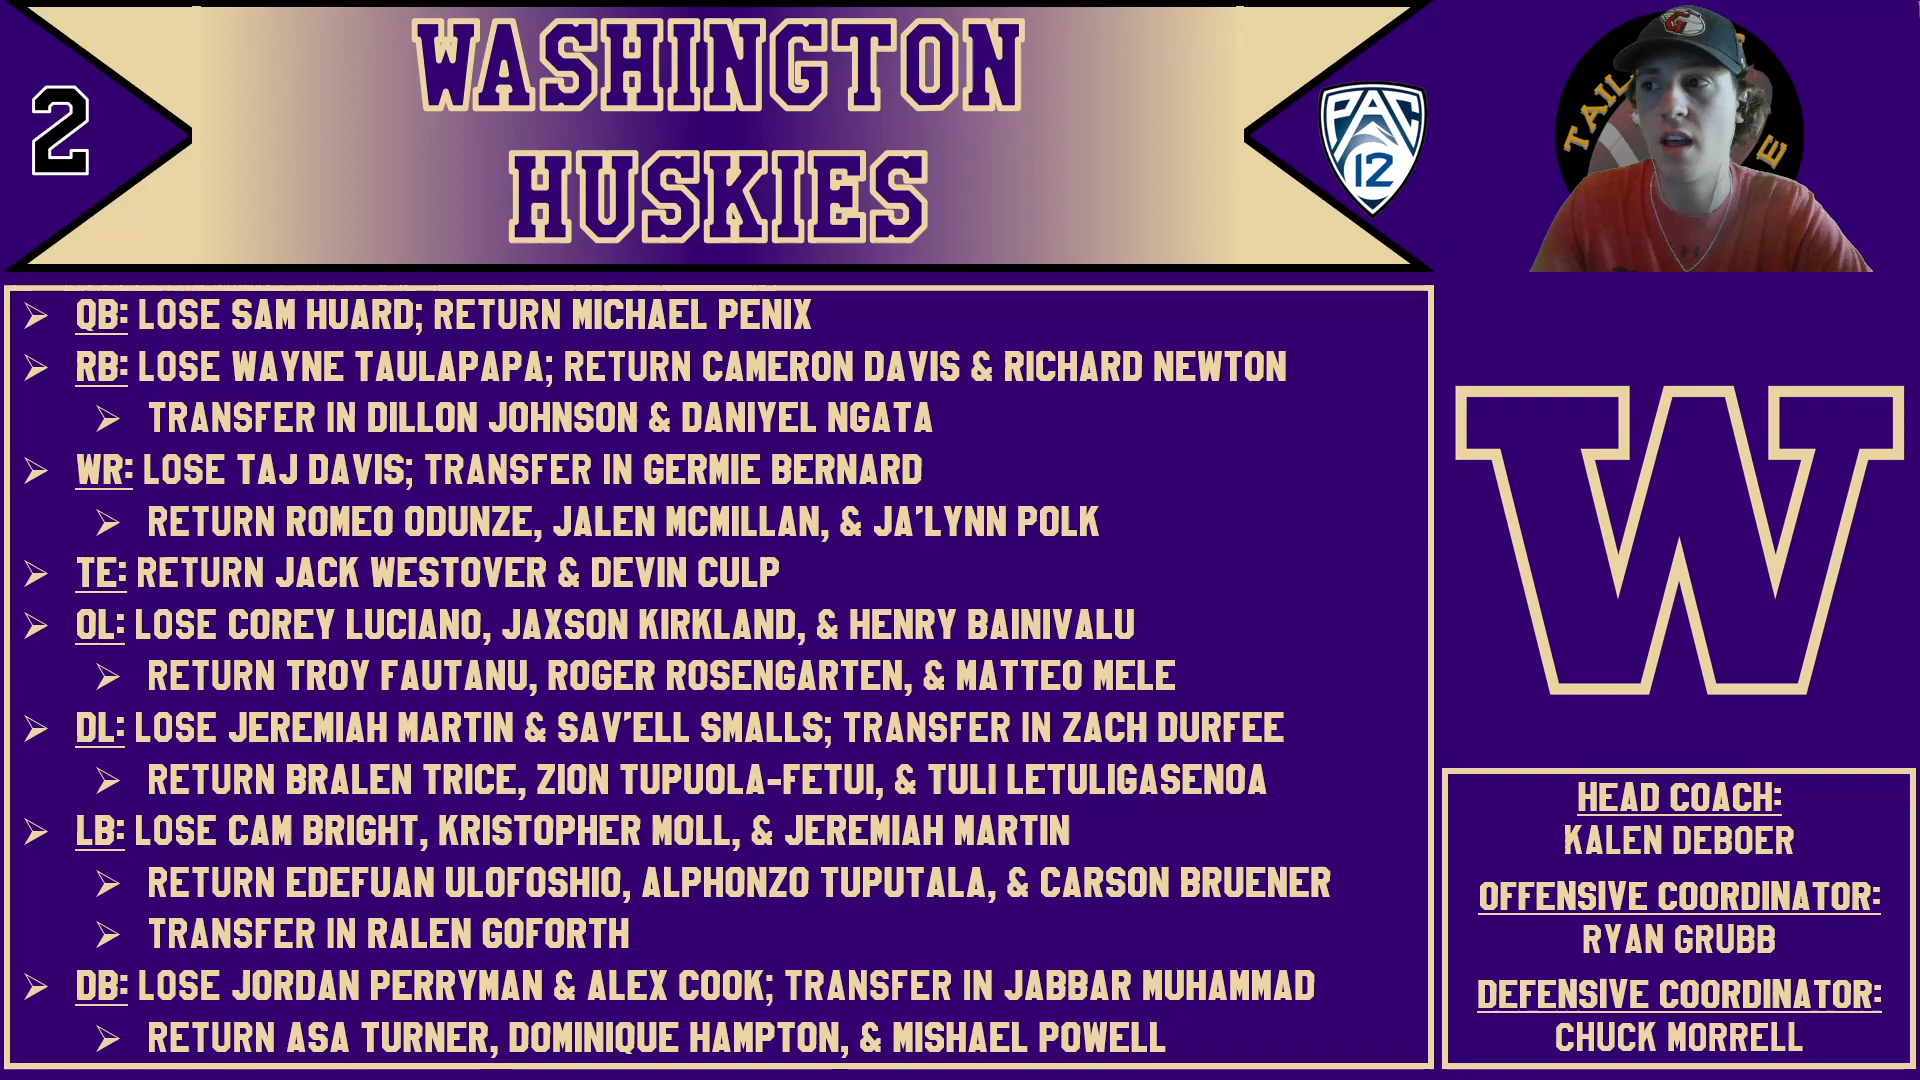 2
WASHINGTON
HUSKIES
PAC
12
QB: LOSE SAM HUARD; RETURN MICHAEL PENIX
RB: LOSE WAYNE TAULAPAPA; RETURN CAMERON DAVIS & RICHARD NEWTON
TRANSFER IN DILLON JOHNSON & DANIYEL NGATA
WR: LOSE TAJ DAVIS; TRANSFER IN GERMIE BERNARD
RETURN ROMEO ODUNZE, JALEN MCMILLAN, & JA'LYNN POLK
TE: RETURN JACK WESTOVER & DEVIN CULP
OL: LOSE COREY LUCIANO, JAXSON KIRKLAND, & HENRY BAINIVALU
RETURN TROY FAUTANU, ROGER ROSENGARTEN, & MATTEO MELE
DL: LOSE JEREMIAH MARTIN & SAV'ELL SMALLS; TRANSFER IN ZACH DURFEE
RETURN BRALEN TRICE, ZION TUPUOLA-FETUI, & TULI LETULIGASENOA
LB: LOSE CAM BRIGHT, KRISTOPHER MOLL, & JEREMIAH MARTIN
RETURN EDEFUAN ULOFOSHIO, ALPHONZO TUPUTALA, & CARSON BRUENER
TRANSFER IN RALEN GOFORTH
DB: LOSE JORDAN PERRYMAN & ALEX COOK; TRANSFER IN JABBAR MUHAMMAD
RETURN ASA TURNER, DOMINIQUE HAMPTON, & MISHAEL POWELL
W
HEAD COACH:
KALEN DEBOER
OFFENSIVE COORDINATOR:
RYAN GRUBB
DEFENSIVE COORDINATOR:
CHUCK MORRELL